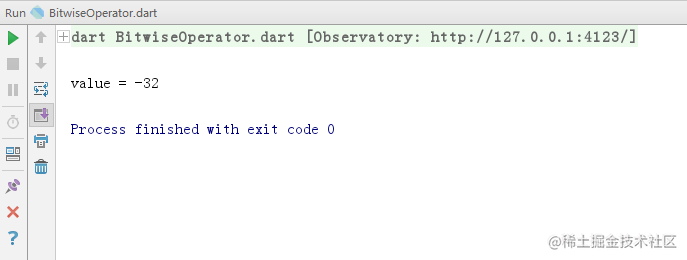 Run BitwiseOperator.dart
dart BitwiseOperator.dart [Observatory: http://127.0.0.1:4123/]
value = -32
Process finished with exit code 0
@稀土掘金技术社区